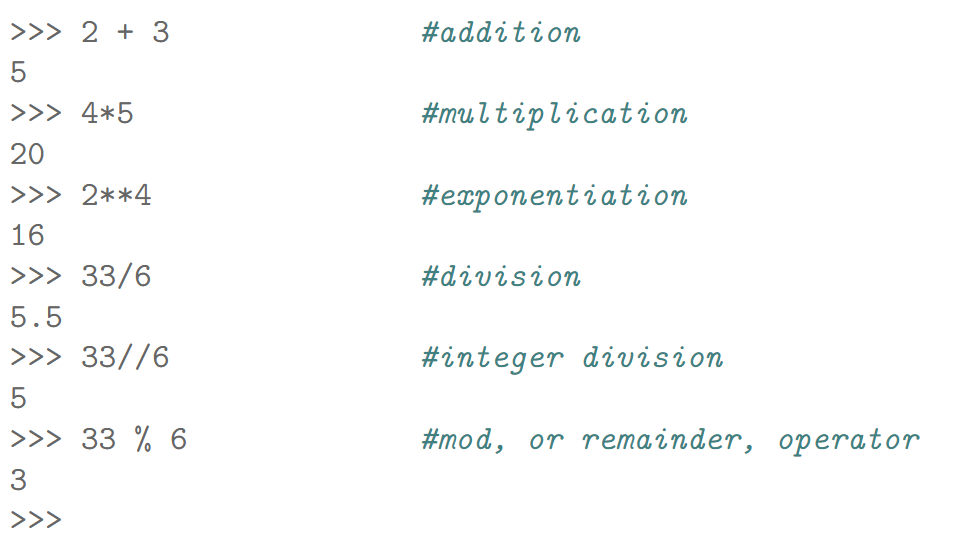 >>> 2 + 3 #addition
5
>>> 4*5 #multiplication
20
>>> 2**4 #exponentiation
16
>>> 33/6 #division
5.5
>>> 33//6 #integer division
5
>>> 33 % 6 #mod, or remainder, operator
3
>>>